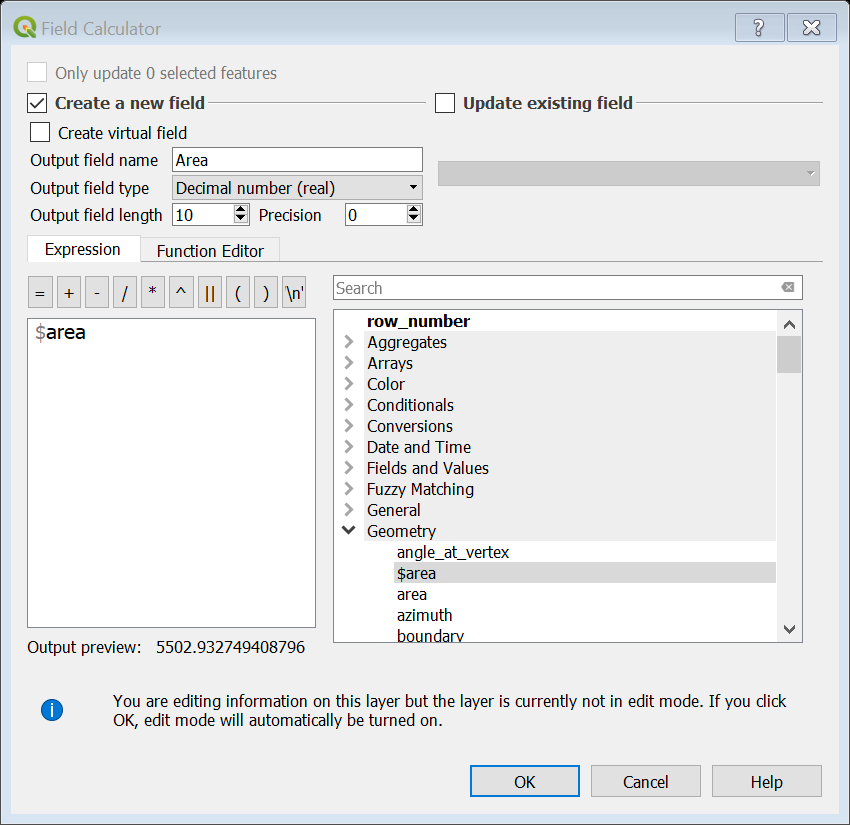 Field Calculator
?
Only update 0 selected features
Create a new field
Update existing field
Create virtual field
Output field name Area
Output field type Decimal number (real)
Output field length 10 Precision 0
Expression Function Editor
= + - / * ^ || ( ) \n'
Search
$area
row_number
Aggregates
Arrays
Color
Conditionals
Conversions
Date and Time
Fields and Values
Fuzzy Matching
General
Geometry
angle_at_vertex
$area
area
azimuth
boundary
Output preview: 5502.932749408796
i
You are editing information on this layer but the layer is currently not in edit mode. If you click
OK, edit mode will automatically be turned on.
OK Cancel Help